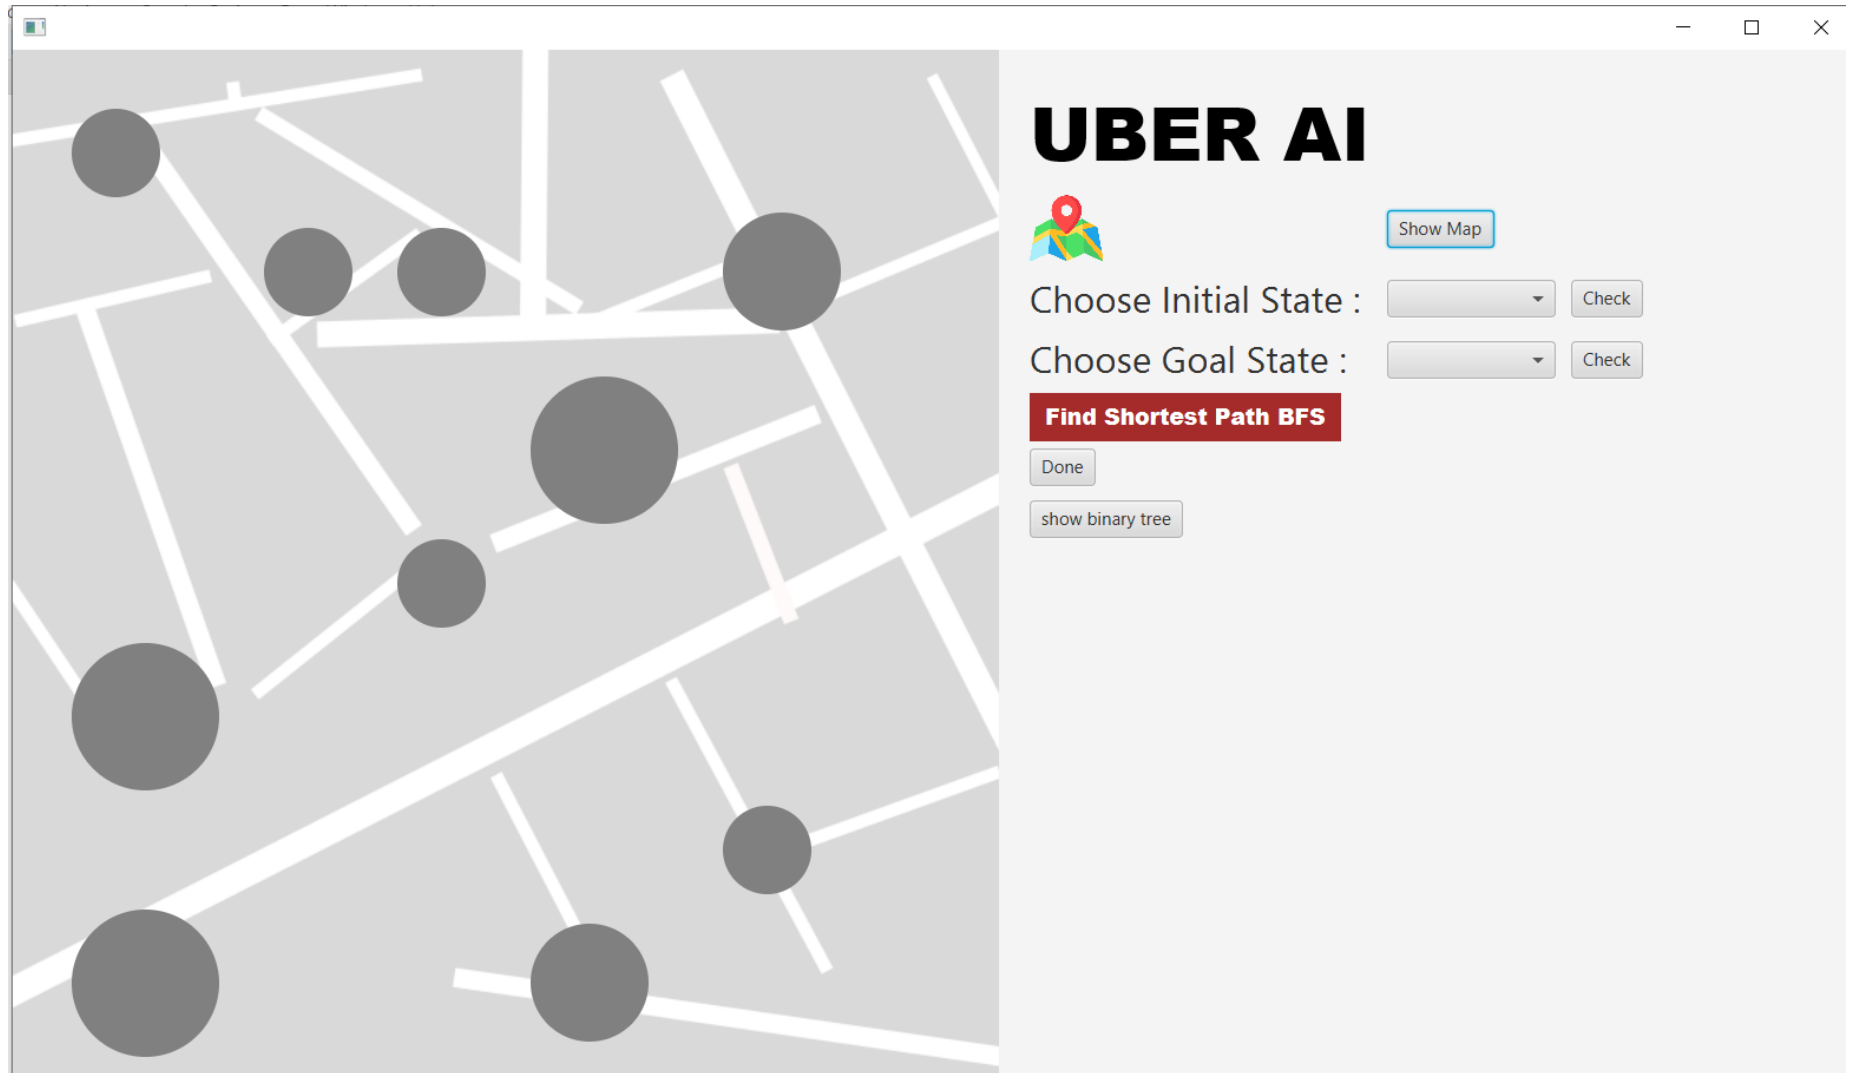 UBER AI
Show Map
Choose Initial State :
Check
Choose Goal State :
Check
Find Shortest Path BFS
Done
show binary tree